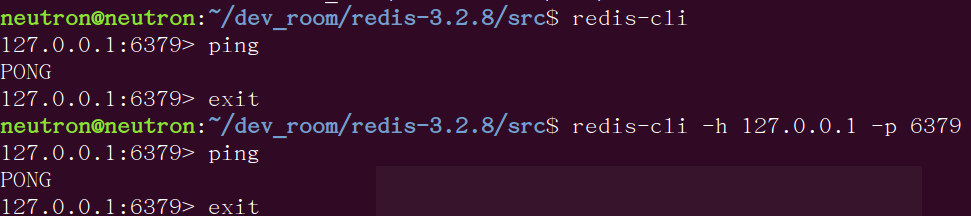 neutron@neutron:~/dev_room/redis-3.2.8/src$ redis-cli
127.0.0.1:6379> ping
PONG
127.0.0.1:6379> exit
neutron@neutron:~/dev_room/redis-3.2.8/src$ redis-cli -h 127.0.0.1 -p 6379
127.0.0.1:6379> ping
PONG
127.0.0.1:6379> exit